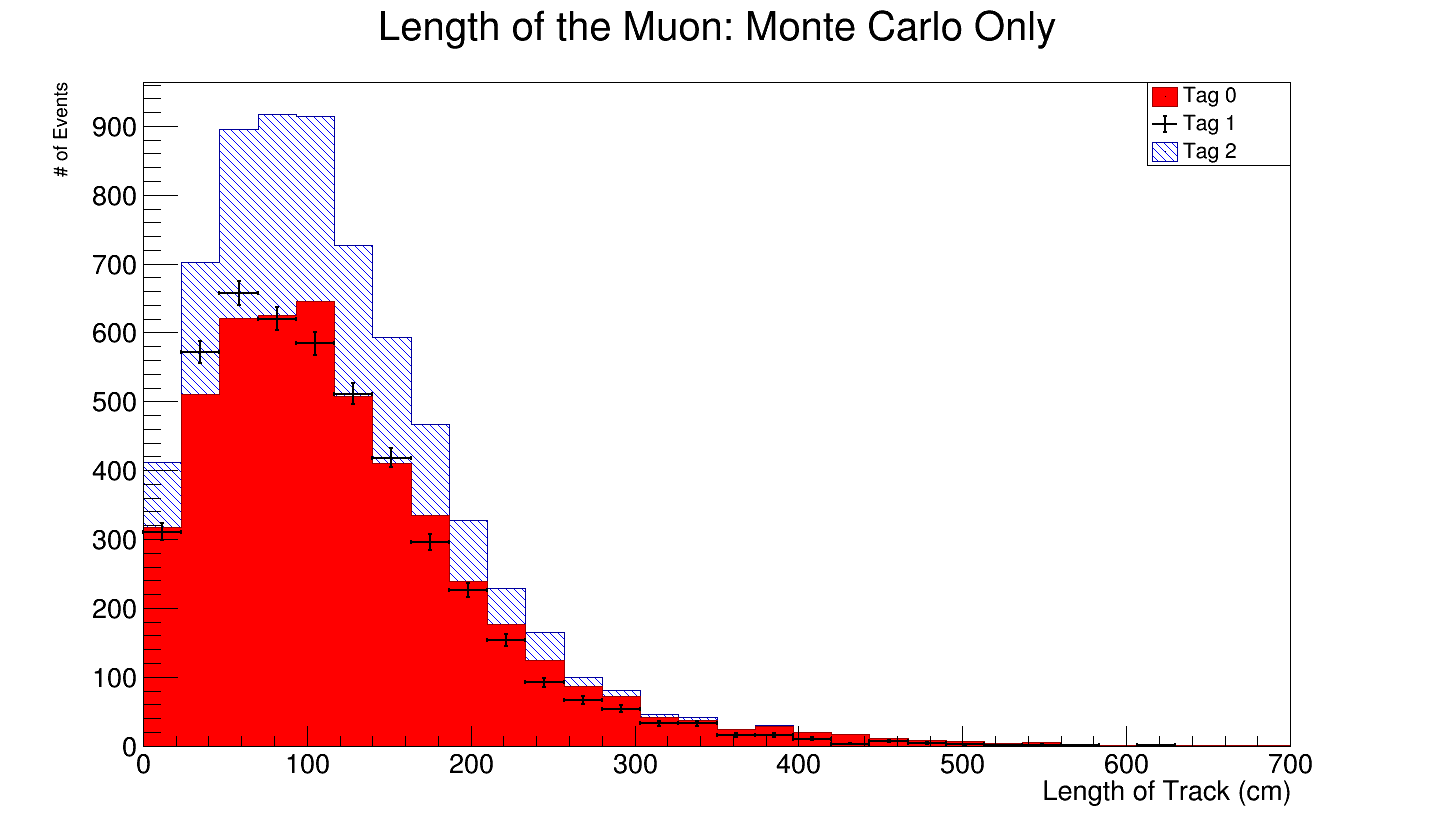 Length of the Muon: Monte Carlo Only
# of Events
Tag 0
Tag 1
Tag 2
900
800
700
600
500
400
300
200
100
0
0 100 200 300 400 500 600 700
Length of Track (cm)